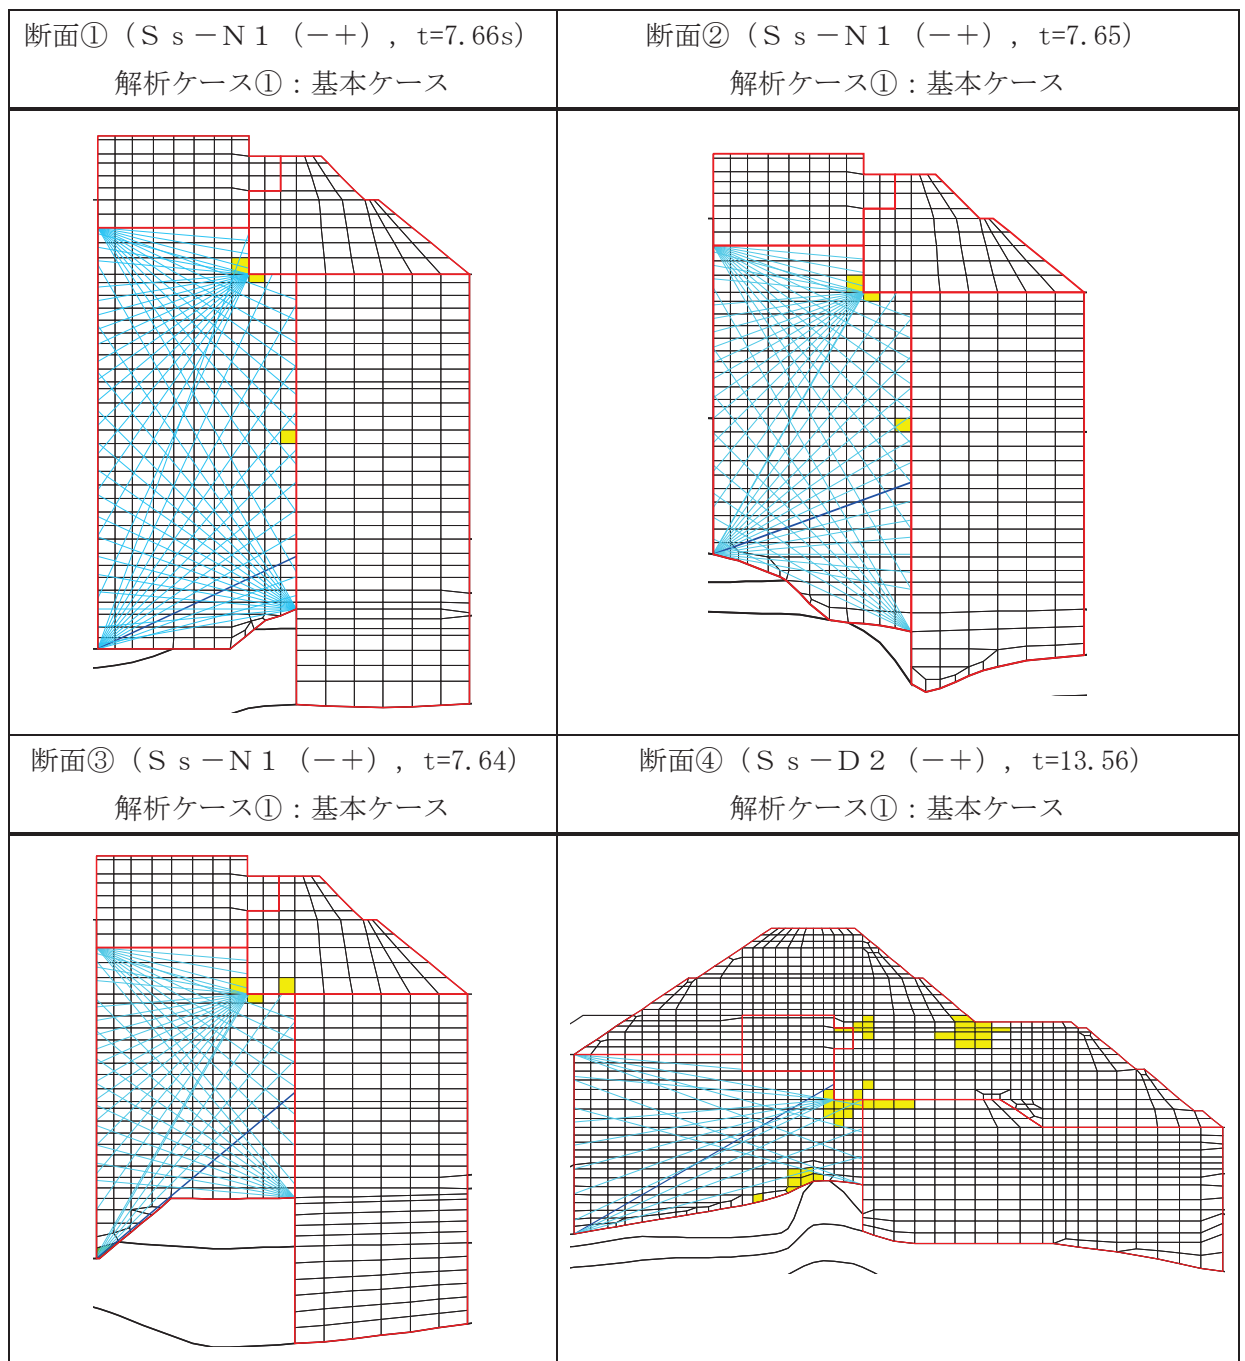 断面①（Ｓｓ－Ｎ１（－＋）, t=7.66s）
解析ケース①：基本ケース
断面②（Ｓｓ－Ｎ１（－＋）, t=7.65）
解析ケース①：基本ケース
断面③（Ｓｓ－Ｎ１（－＋）, t=7.64）
解析ケース①：基本ケース
断面④（Ｓｓ－Ｄ２（－＋）, t=13.56）
解析ケース①：基本ケース